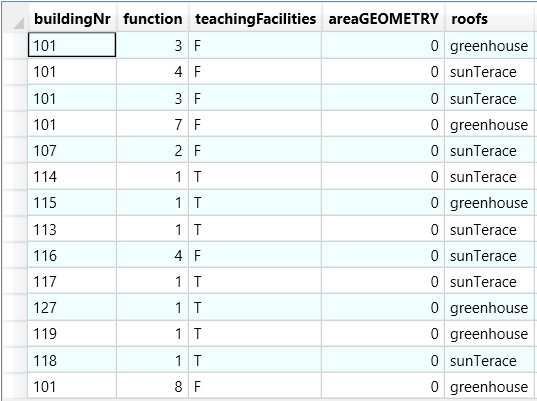 buildingNr function teachingFacilities areaGEOMETRY roofs
101 3 F 0 greenhouse
101 4 F 0 sunTerace
101 3 F 0 sunTerace
101 7 F 0 greenhouse
107 2 F 0 sunTerace
114 1 T 0 sunTerace
115 1 T 0 greenhouse
113 1 T 0 sunTerace
116 4 F 0 sunTerace
117 1 T 0 sunTerace
127 1 T 0 greenhouse
119 1 T 0 greenhouse
118 1 T 0 sunTerace
101 8 F 0 greenhouse